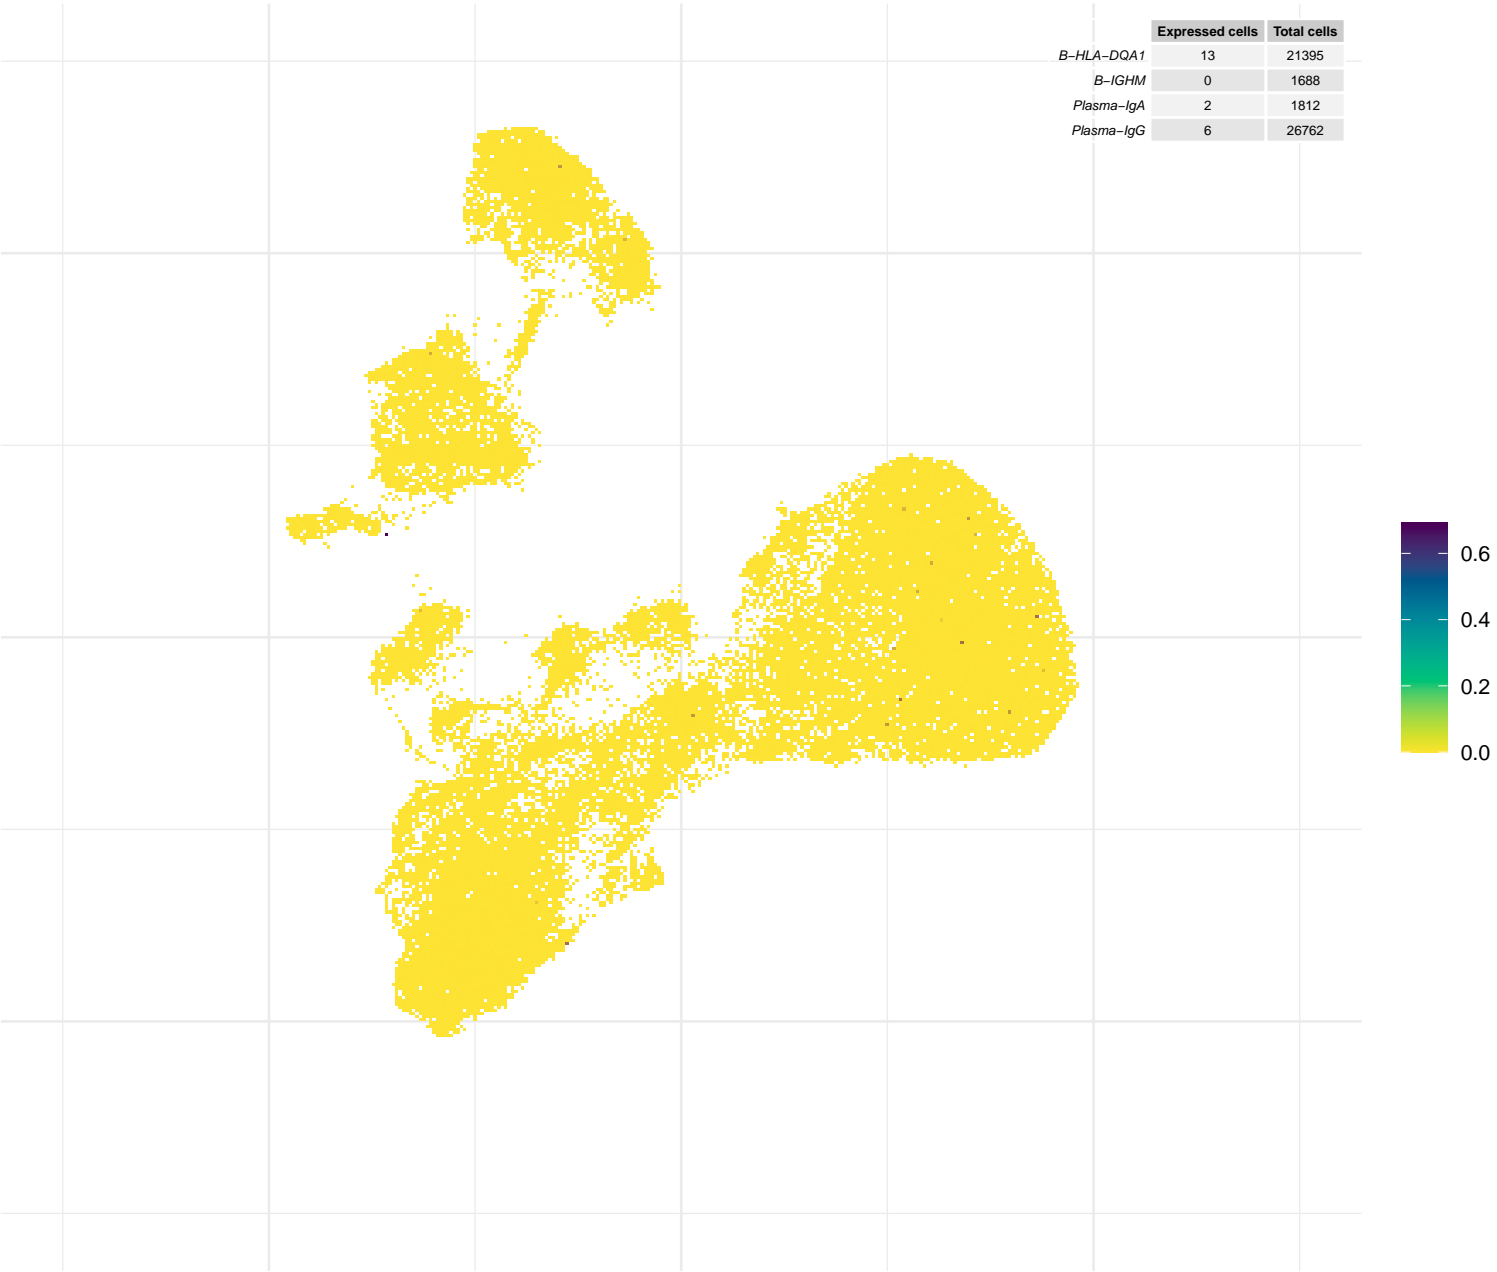 Expressed cells Total cells
B−HLA−DQA1 13 21395
B−IGHM 0 1688
Plasma−IgA 2 1812
Plasma−IgG 6 26762
0.6
0.4
0.2
0.0